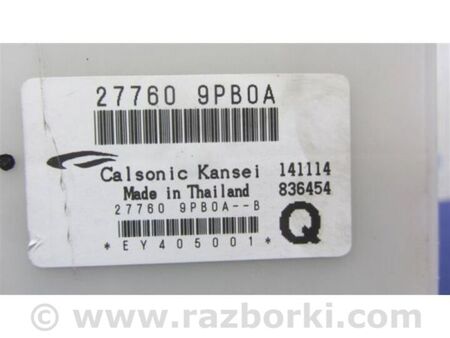 27760 9PB0A
Calsonic Kansei 141114
Made in Thailand 836454
27760 9PB0A--B
*EY405001*
Q
© www.razborki.com